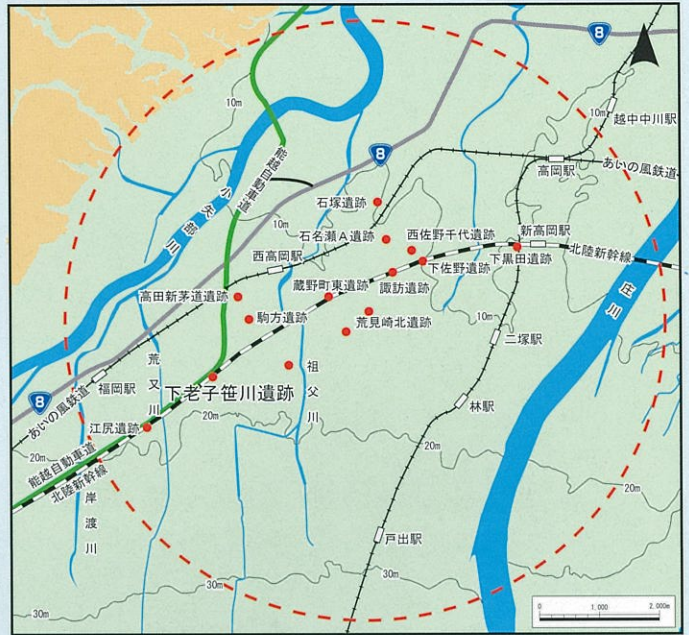 8
越中中川駅
10m
10m
あいの風鉄道
高岡駅
能越自動車道
8
小矢部川
10m
石塚遺跡
石名瀬A遺跡
西佐野千代遺跡
新高岡駅
北陸新幹線
西高岡駅
下佐野遺跡
下黒田遺跡
諏訪遺跡
庄川
蔵野町東遺跡
高田新茅道遺跡
駒方遺跡
荒見崎北遺跡
10m
二塚駅
荒又川
祖父川
福岡駅
下老子笹川遺跡
8
あいの風鉄道
林駅
江尻遺跡
20m
20m
20m
能越自動車道
北陸新幹線
20m
岸渡川
戸出駅
30m
30m
30m
0 1,000 2,000m